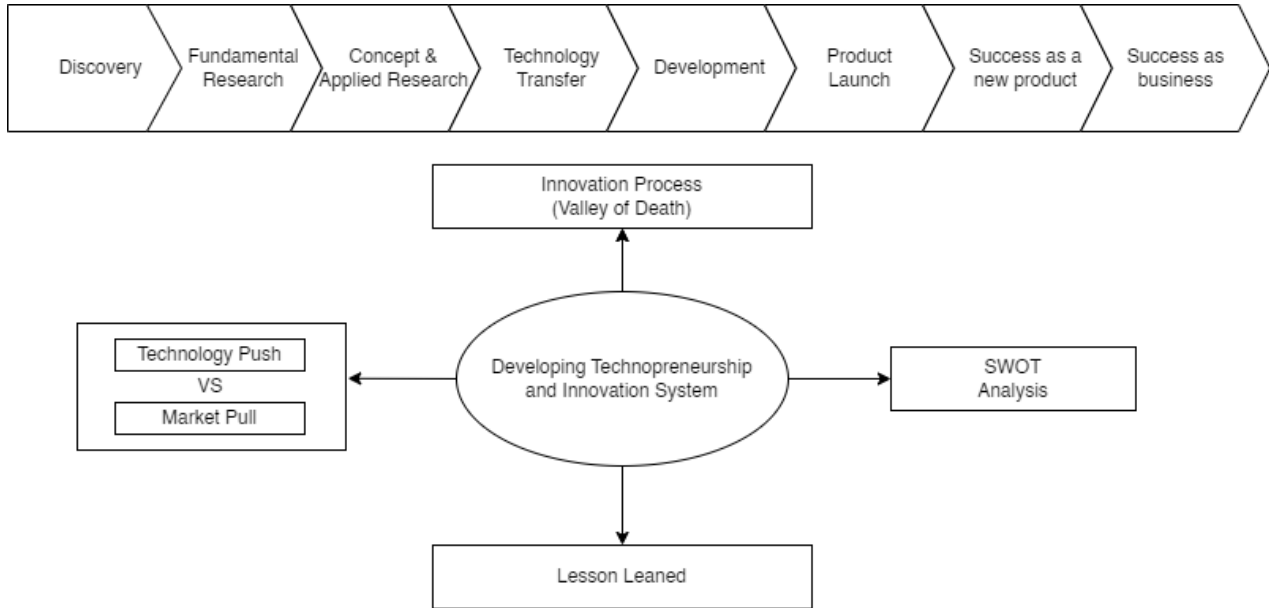 Discovery
Fundamental
Research
Concept &
Applied Research
Technology
Transfer
Development
Product
Launch
Success as a
new product
Success as
business
Innovation Process
(Valley of Death)
Technology Push
VS
Market Pull
Developing Technopreneurship
and Innovation System
SWOT
Analysis
Lesson Leaned